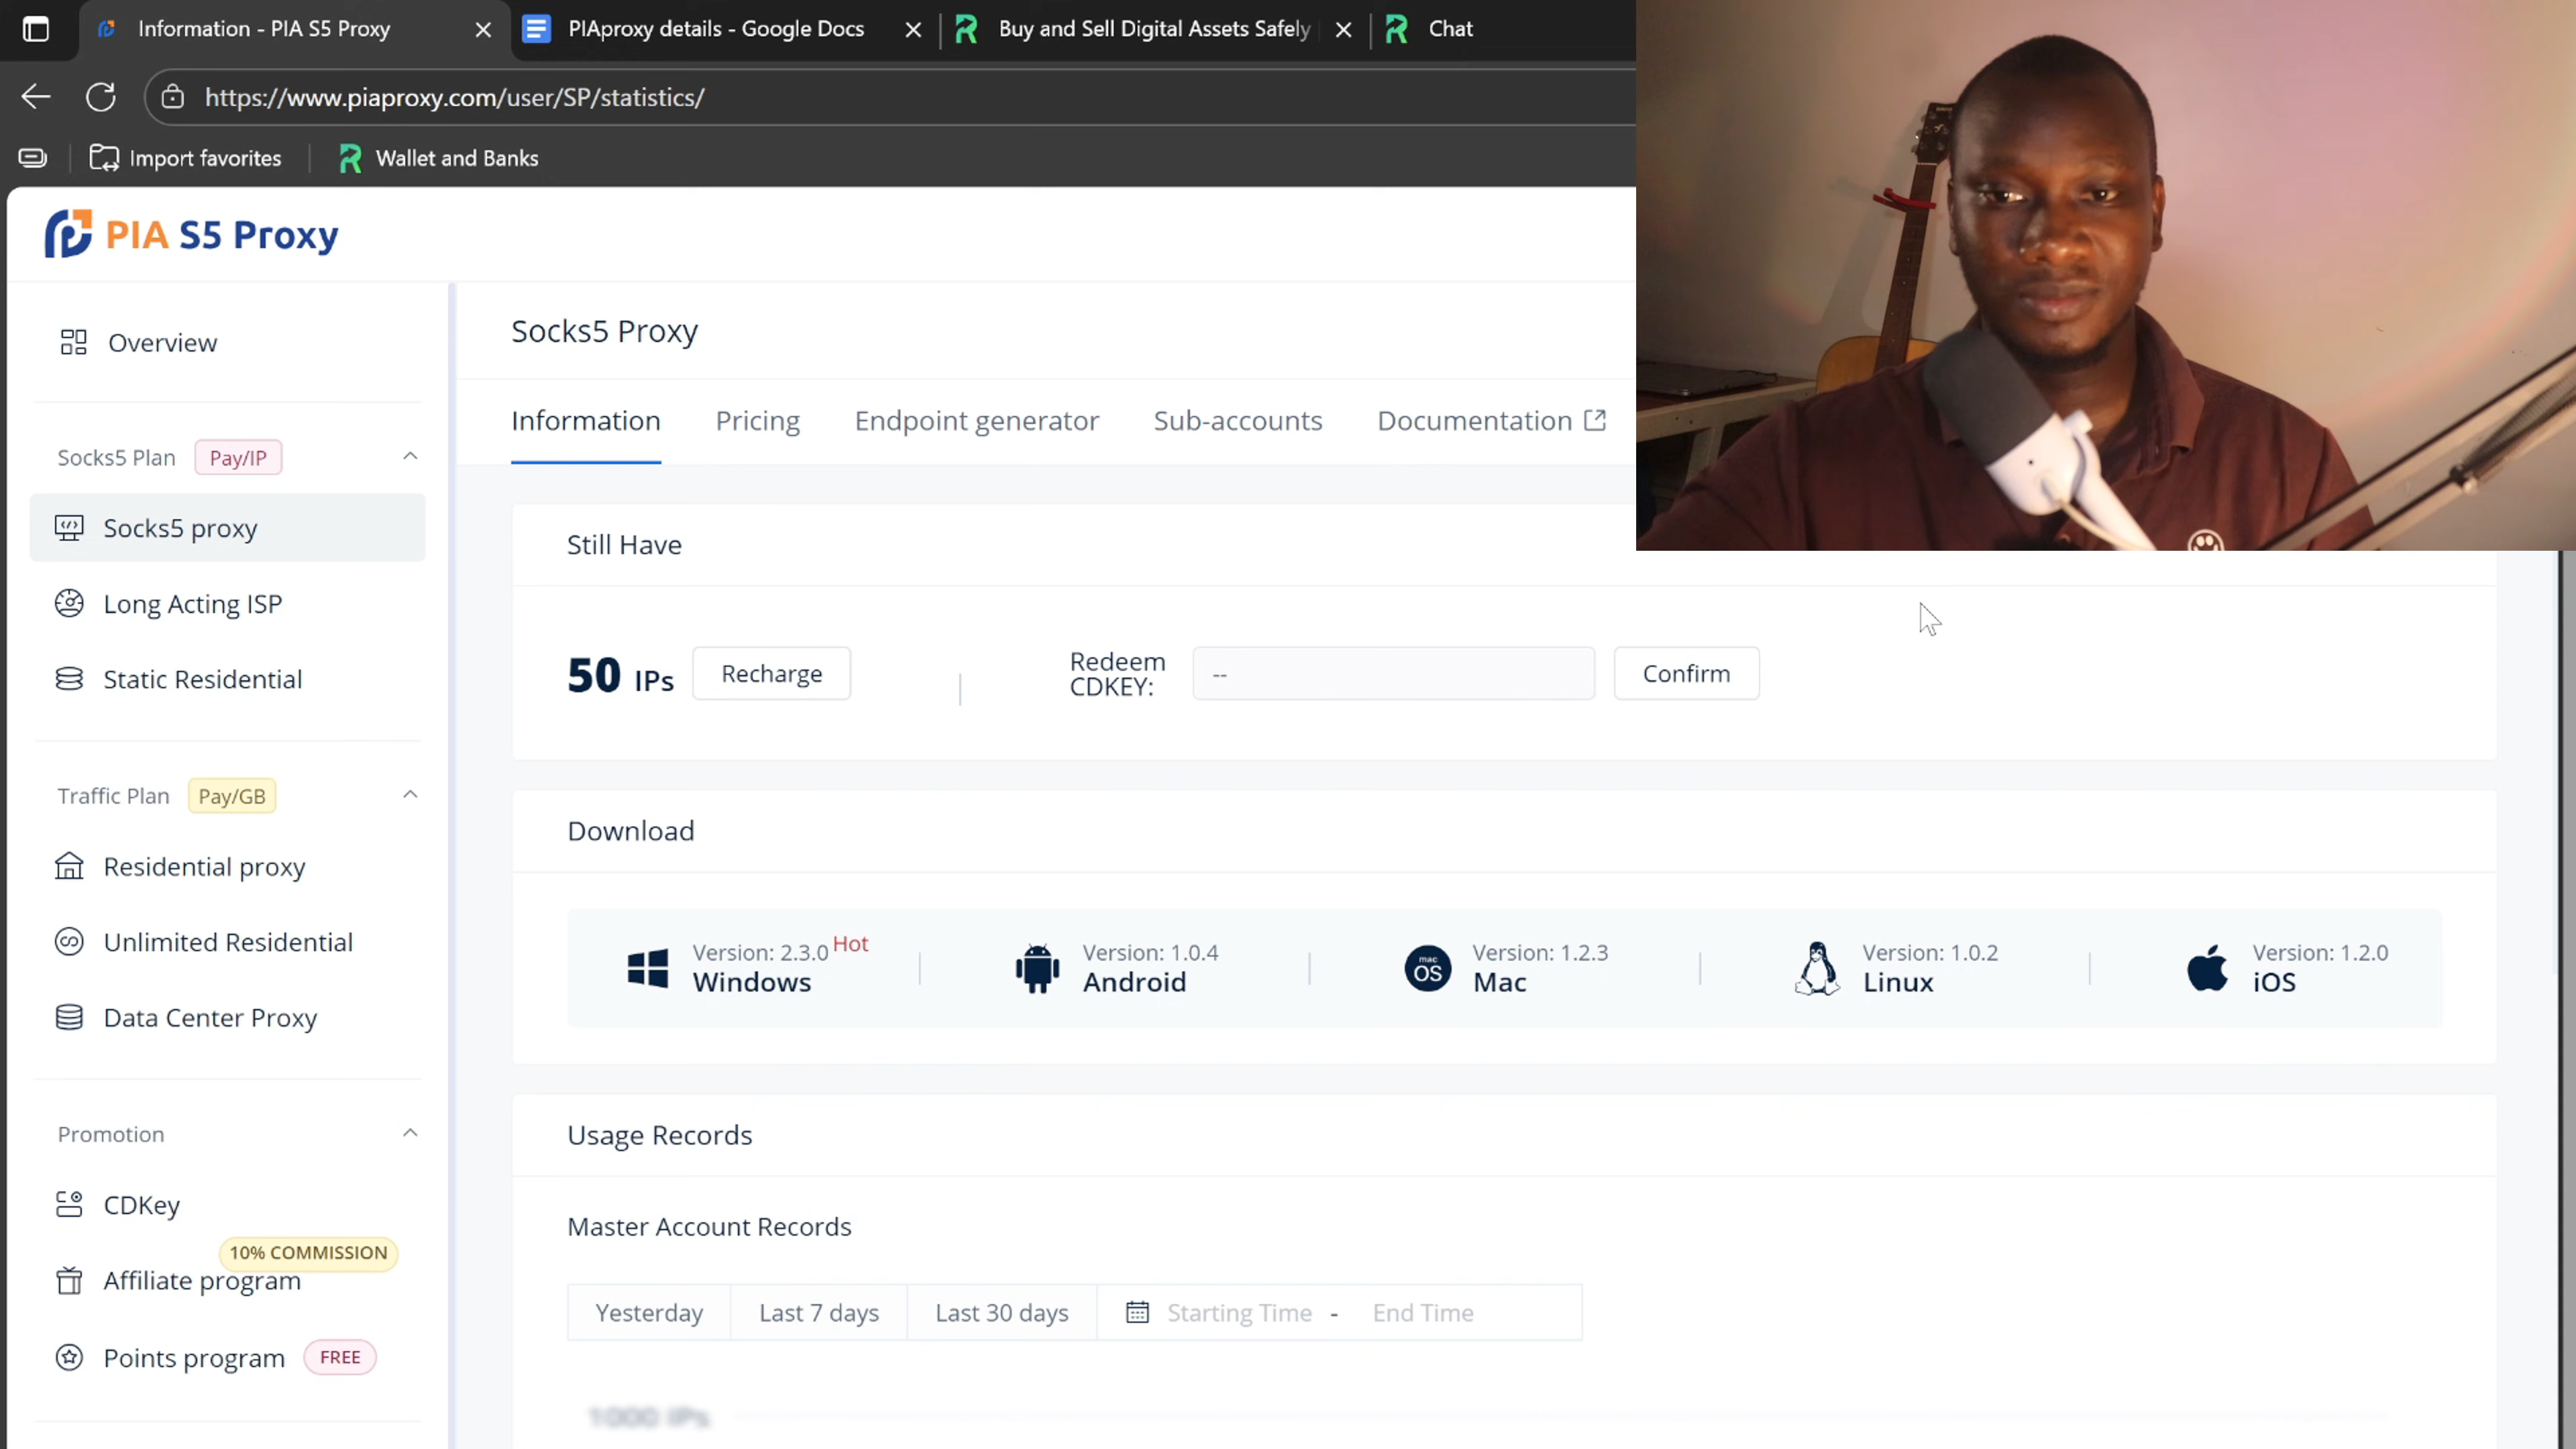 Information - PIA S5 Proxy
PIAproxy details - Google Docs
Buy and Sell Digital Assets Safely
Chat
https://www.piaproxy.com/user/SP/statistics/
Import favorites
Wallet and Banks
PIA S5 Proxy
Overview
Socks5 Plan Pay/IP
Socks5 proxy
Long Acting ISP
Static Residential
Traffic Plan Pay/GB
Residential proxy
Unlimited Residential
Data Center Proxy
Promotion
CDKey
10% COMMISSION
Affiliate program
Points program FREE
Socks5 Proxy
Information Pricing Endpoint generator Sub-accounts Documentation
Still Have
50 IPs Recharge
Redeem
CDKEY:
--
Confirm
Download
Version: 2.3.0 Hot
Windows
Version: 1.0.4
Android
mac
OS
Version: 1.2.3
Mac
Version: 1.0.2
Linux
Version: 1.2.0
iOS
Usage Records
Master Account Records
Yesterday Last 7 days Last 30 days Starting Time - End Time
1000 IPs